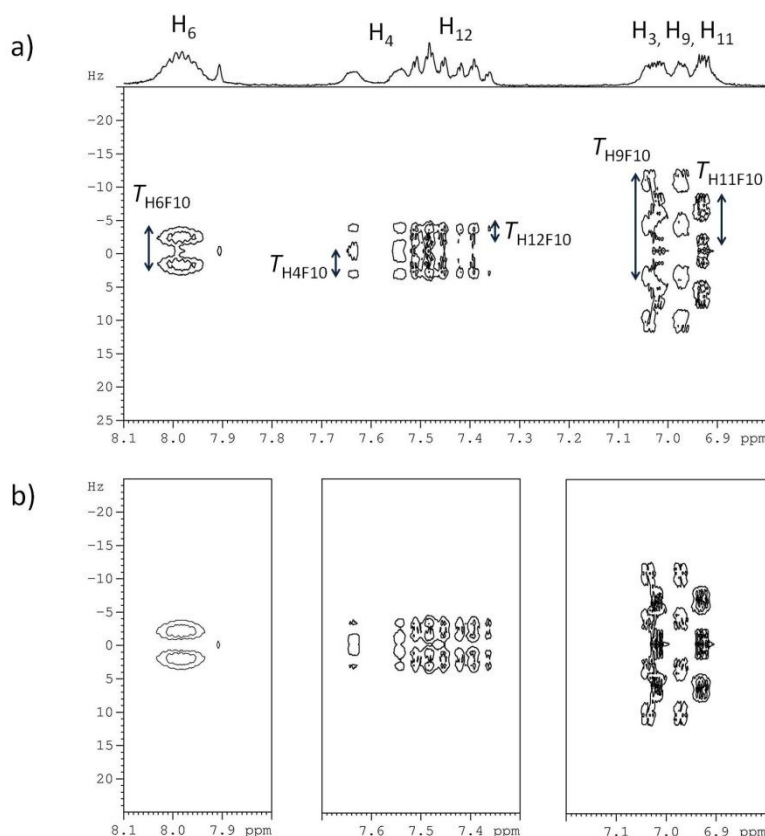 a)
H6 H4 H12 H3, H9, H11
Hz
-20
-15
-10
-5
0
5
10
15
20
25
TH6F10
TH4F10
TH12F10
TH9F10
TH11F10
8.1 8.0 7.9 7.8 7.7 7.6 7.5 7.4 7.3 7.2 7.1 7.0 6.9 ppm
b)
Hz
-20
-15
-10
-5
0
5
10
15
20
8.1 8.0 7.9 ppm
7.6 7.5 7.4 ppm
7.1 7.0 6.9 ppm